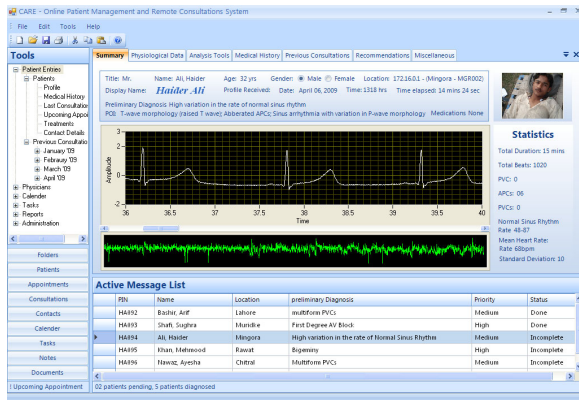 CARE - Online Patient Management and Remote Consultations System
File Edit Tools Help
Tools
Patient Entries
Patients
Profile
Medical History
Last Consultation
Upcoming Appoi
Treatments
Contact Details
Previous Consultatio
January '09
Febraury '09
March '09
April '09
Physicians
Calender
Tasks
Reports
Administration
Folders
Patients
Appointments
Consultations
Contacts
Calender
Tasks
Notes
Documents
Upcoming Appointment
Summary Physiological Data Analysis Tools Medical History Previous Consultations Recommendations Miscellaneous
Title: Mr. Name: Ali, Haider Age: 32 yrs Gender: Male Female Location: 172.16.0.1 - (Mingora - MGR002)
Display Name: Haider Ali Profile Received: Date: April 06, 2009 Time: 1318 hrs Time elapsed: 14 mins 24 sec
Preliminary Diagnosis: High variation in the rate of normal sinus rhythm
POI: T-wave morphology (raised T wave); Abberated APCs; Sinus arrhythmia with variation in P-wave morphology Medications None
Amplitude
3
0
-2
36 36.5 37 37.5 38 38.5 39 39.5 40
Time
Statistics
Total Duration: 15 mins
Total Beats: 1020
PVC: 0
APCs: 06
PVCs: 0
Normal Sinus Rhythm
Rate 48-87
Mean Heart Rate:
Rate 68bpm
Standard Deviation: 10
Active Message List
PIN Name Location preliminary Diagnosis Priority Status
HA892 Bashir, Arif Lahore multiform PVCs Medium Done
HA893 Shafi, Sughra Muridke First Degree AV Block High Done
HA894 Ali, Haider Mingora High variation in the rate of Normal Sinus Rhythm Medium Incomplete
HA895 Khan, Mehmood Rawat Bigeminy High Incomplete
HA896 Nawaz, Ayesha Chitral Multiform PVCs Medium Incomplete
02 patients pending, 5 patients diagnosed